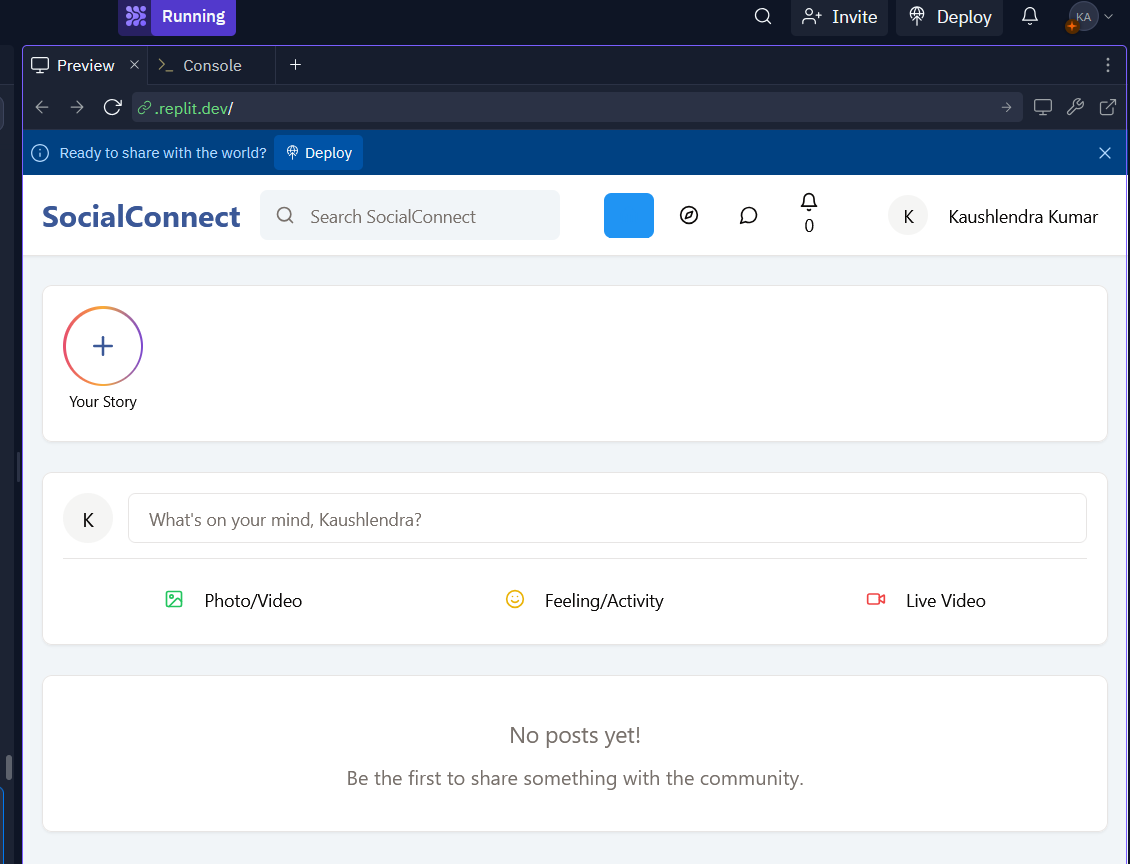 Running
Invite
Deploy
KA
Preview
Console
.replit.dev/
Ready to share with the world?
Deploy
SocialConnect
Search SocialConnect
0
K
Kaushlendra Kumar
Your Story
K
What's on your mind, Kaushlendra?
Photo/Video
Feeling/Activity
Live Video
No posts yet!
Be the first to share something with the community.